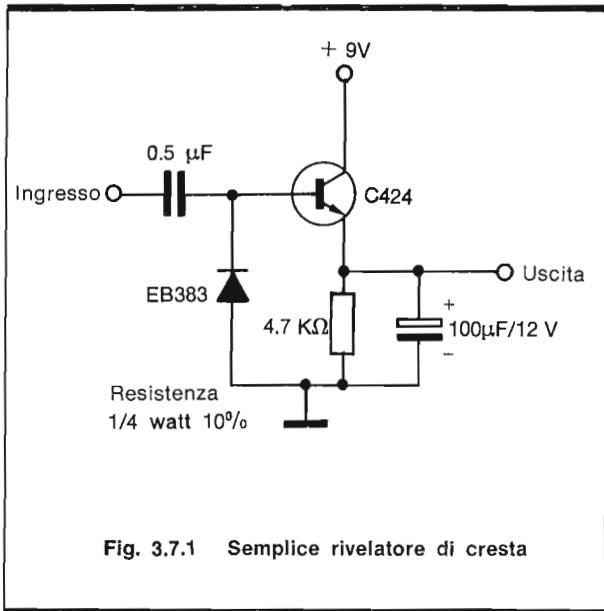 + 9V
0.5 µF
Ingresso
C424
Uscita
EB383
4.7 KΩ
+
100µF/12 V
–
Resistenza
1/4 watt 10%
Fig. 3.7.1 Semplice rivelatore di cresta